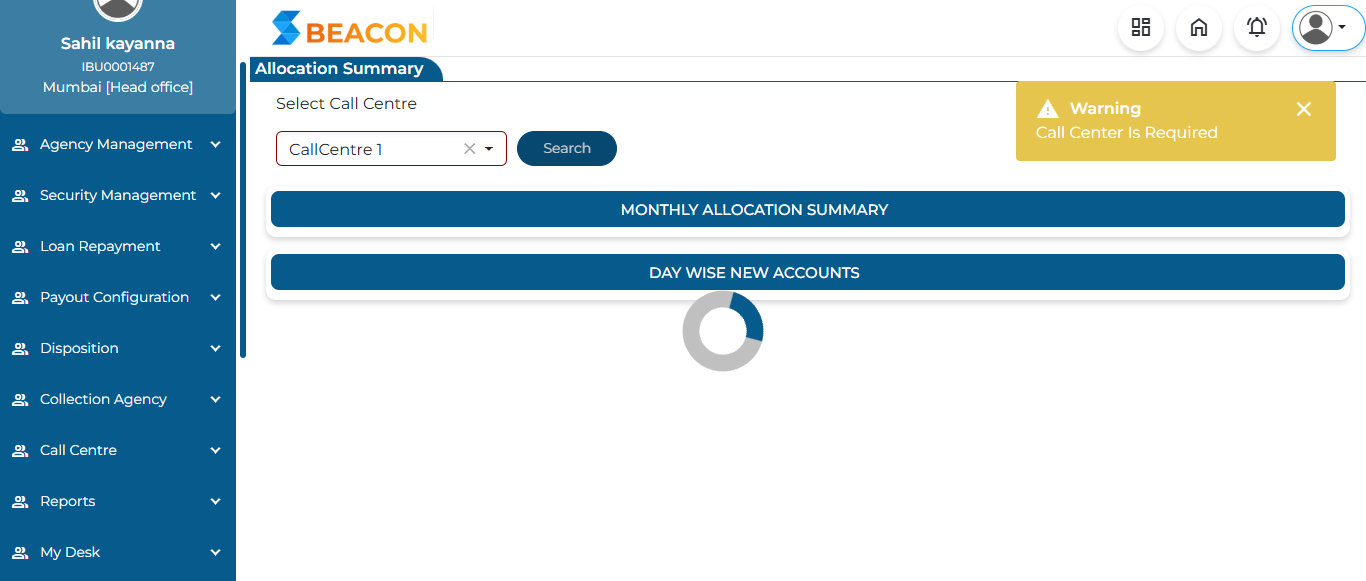 Sahil kayanna
IBU0001487
Mumbai [Head office]
Agency Management
Security Management
Loan Repayment
Payout Configuration
Disposition
Collection Agency
Call Centre
Reports
My Desk
BEACON
Allocation Summary
Select Call Centre
CallCentre 1
Search
Warning
Call Center Is Required
MONTHLY ALLOCATION SUMMARY
DAY WISE NEW ACCOUNTS